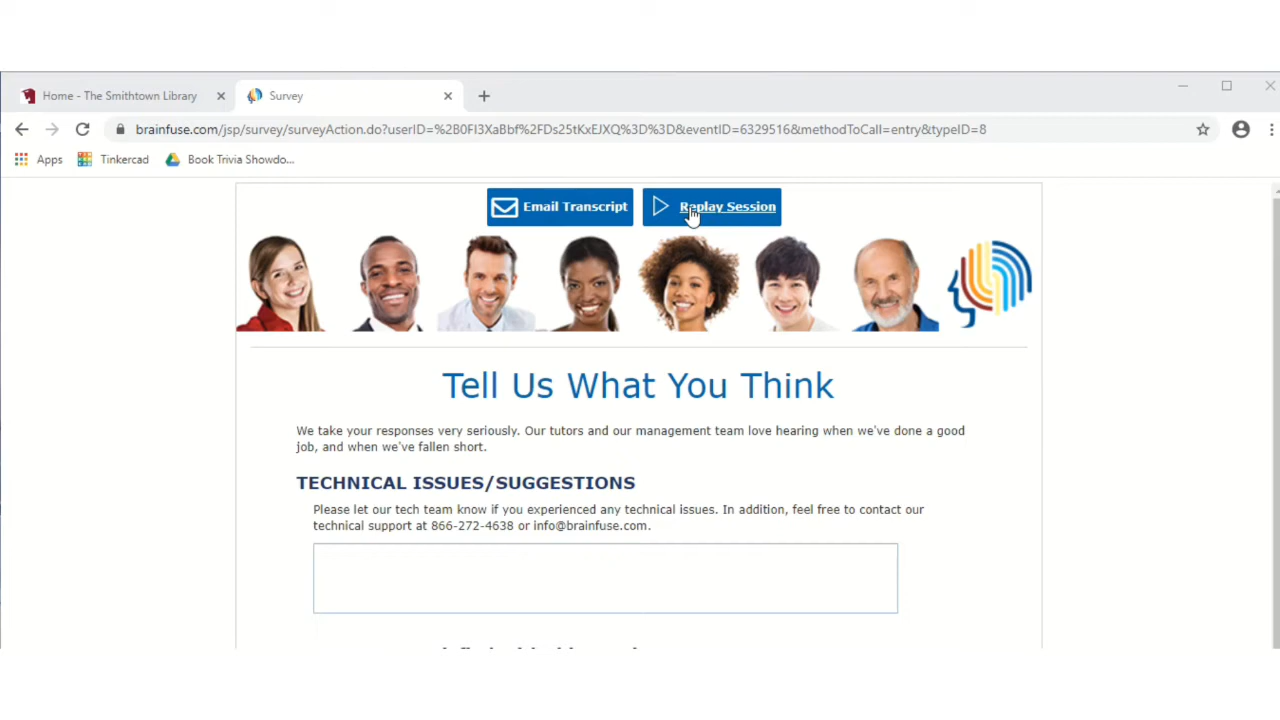 Home - The Smithtown Library
Survey
brainfuse.com/jsp/survey/surveyAction.do?userID=%2B0FI3XaBbf%2FDs25tKxEJXQ%3D%3D&eventID=6329516&methodToCall=entry&typeID=8
Apps
Tinkercad
Book Trivia Showdo...
Email Transcript
Replay Session
Tell Us What You Think
We take your responses very seriously. Our tutors and our management team love hearing when we've done a good
job, and when we've fallen short.
TECHNICAL ISSUES/SUGGESTIONS
Please let our tech team know if you experienced any technical issues. In addition, feel free to contact our
technical support at 866-272-4638 or info@brainfuse.com.